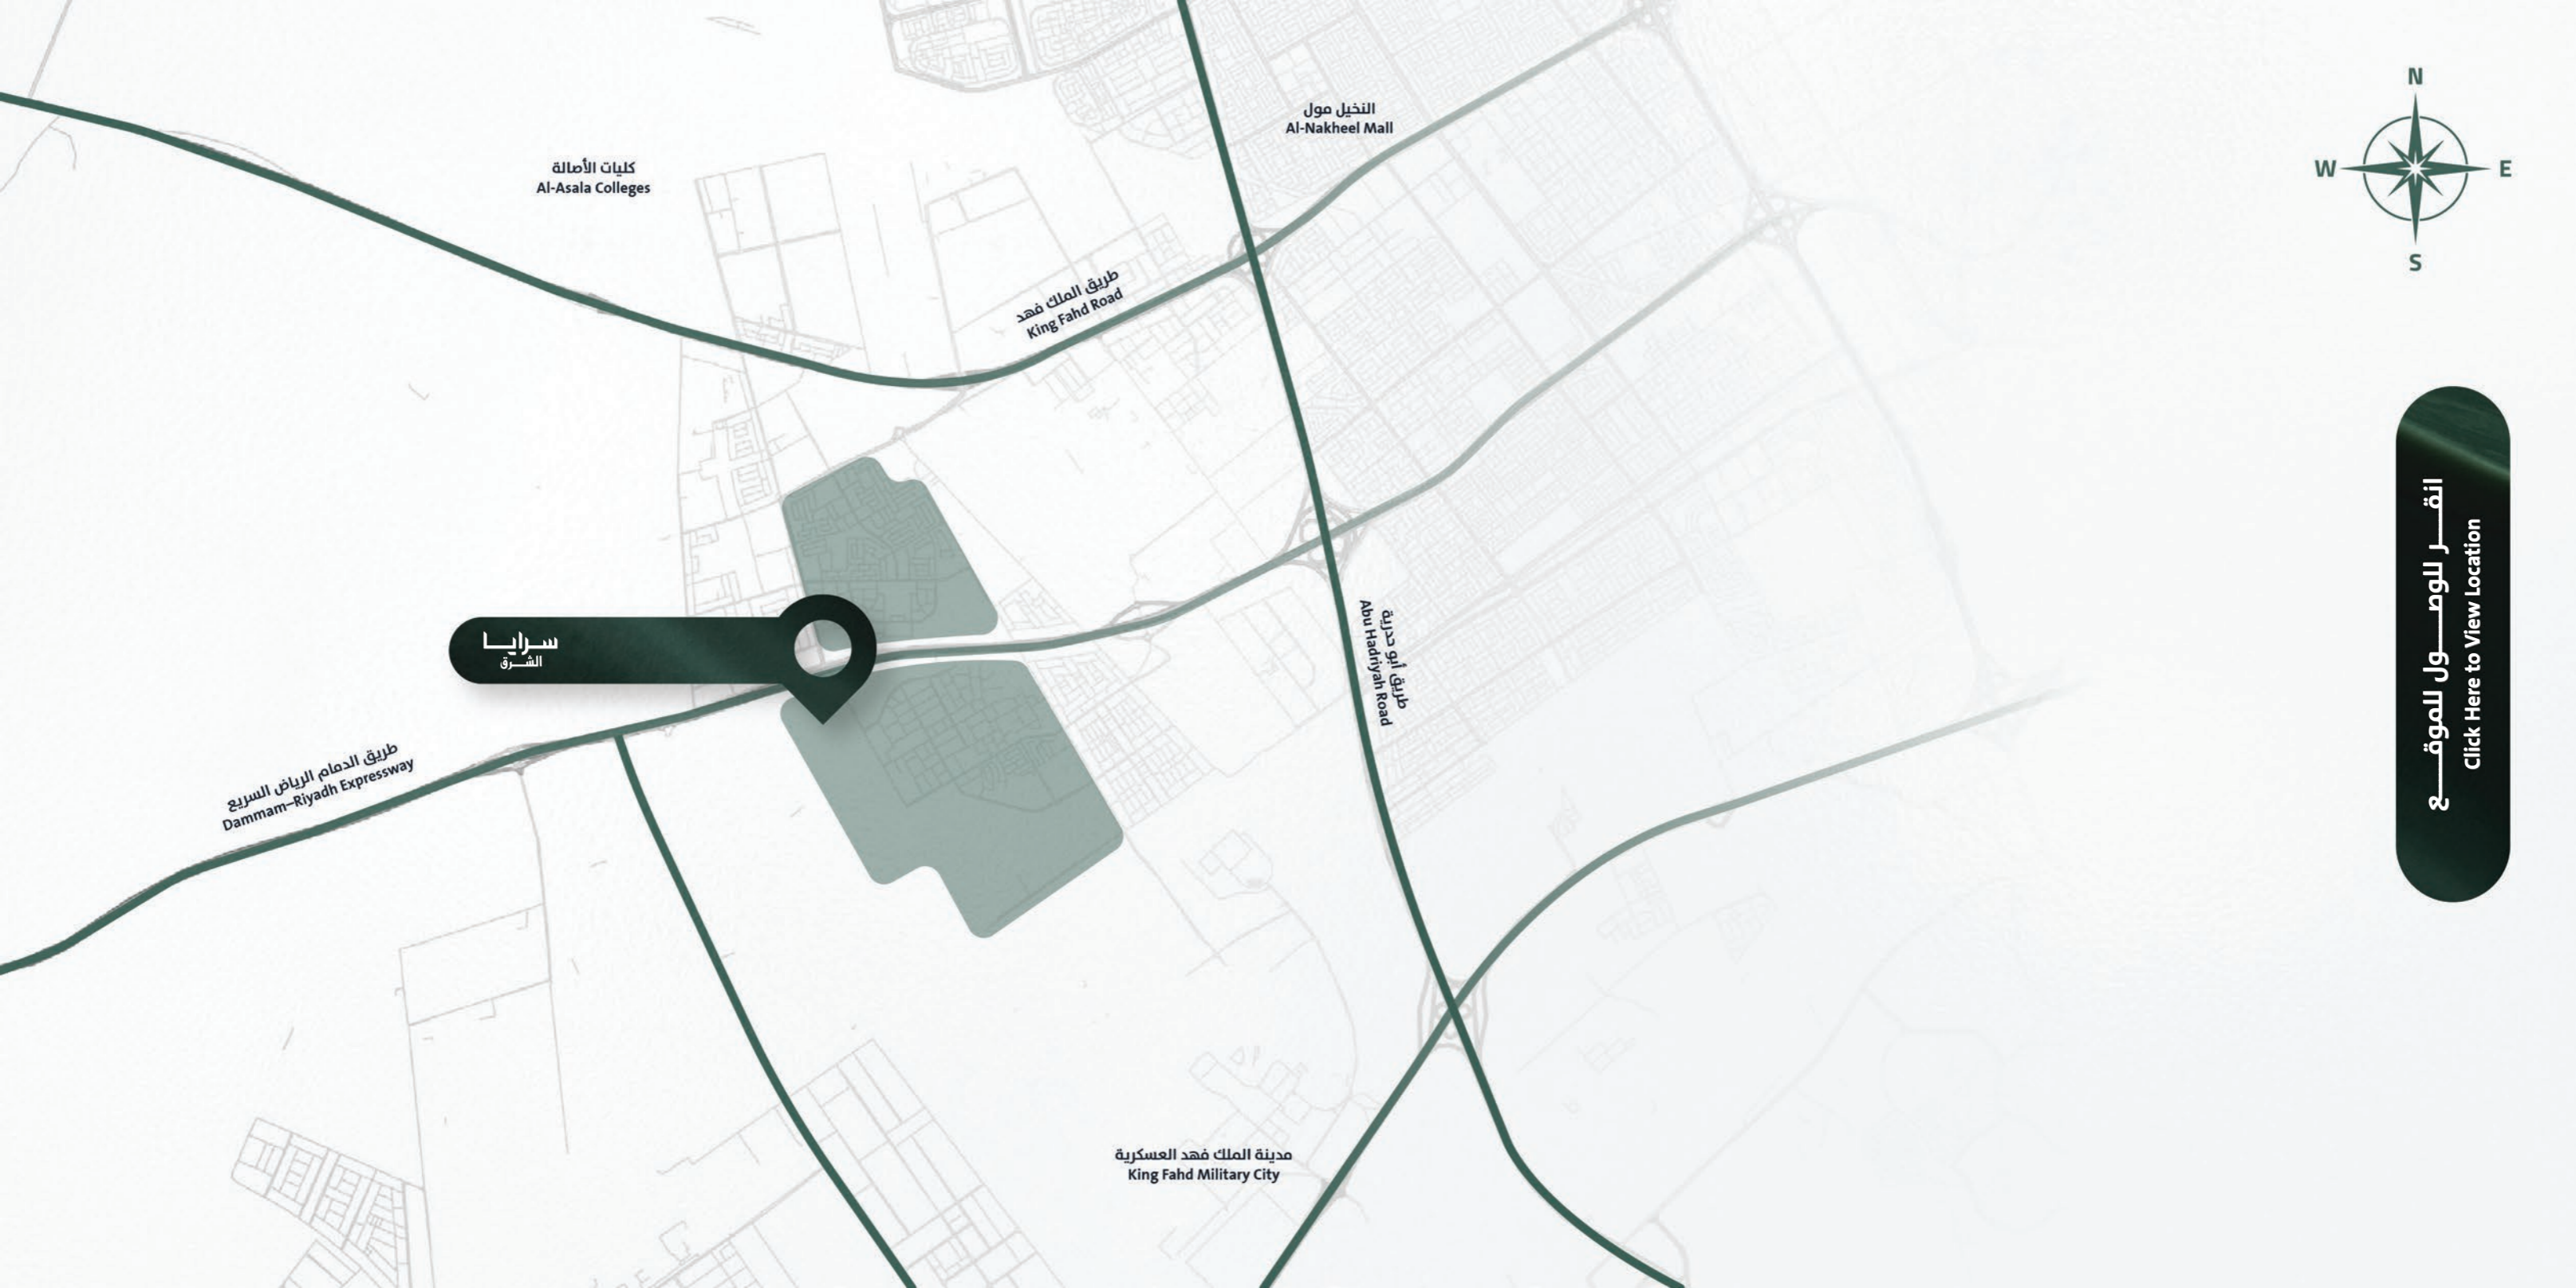 النخيل مول
Al-Nakheel Mall
كليات الأصالة
Al-Asala Colleges
طريق الملك فهد
King Fahd Road
N
W
E
S
سرايا
الشرق
طريق أبو حدرية
Abu Hadriyah Road
طريق الدمام الرياض السريع
Dammam–Riyadh Expressway
مدينة الملك فهد العسكرية
King Fahd Military City
انقـــر للوصـــول للموقـــع
Click Here to View Location